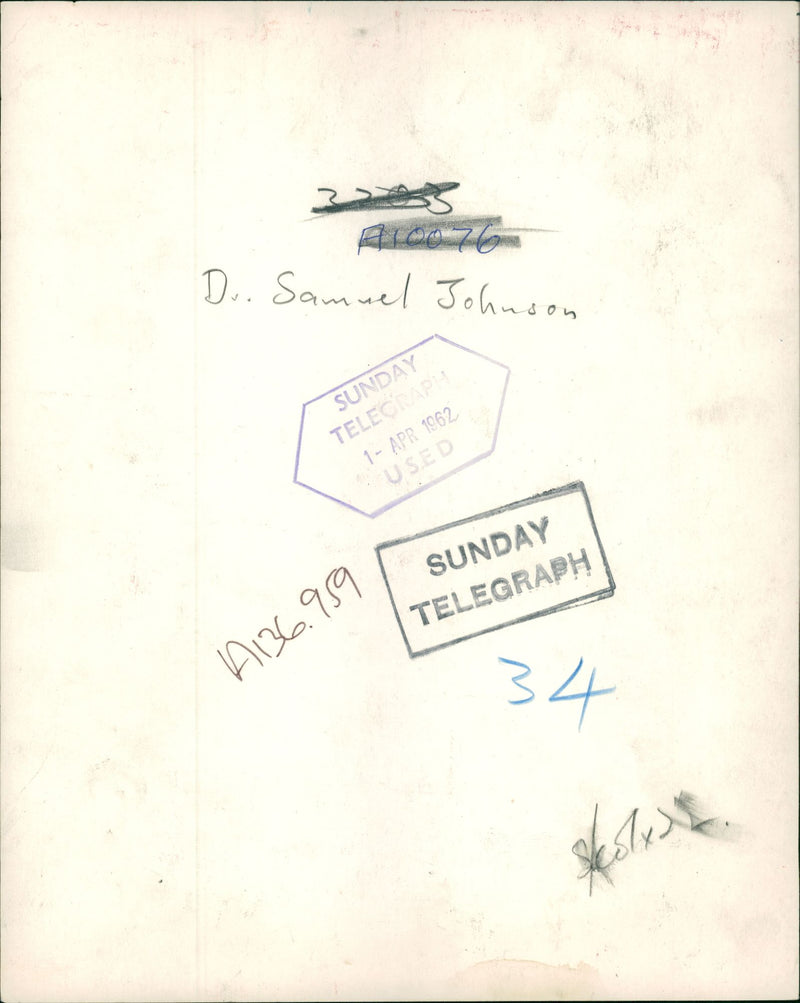 A10076
Dr. Samuel Johnson
SUNDAY
TELEGRAPH
1- APR 1962
USED
SUNDAY
TELEGRAPH
A136.959
34